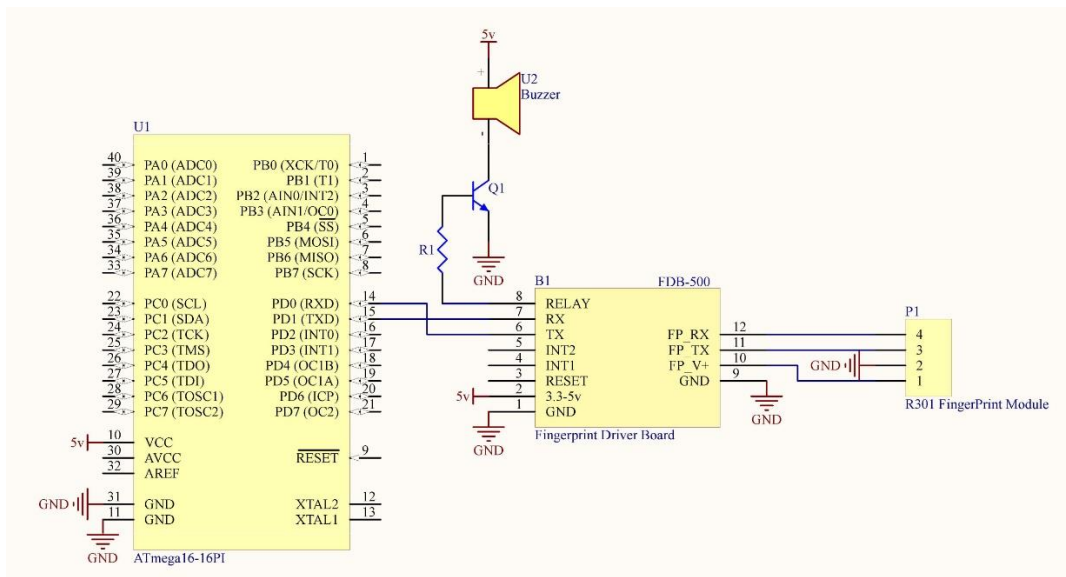 5v
+
U2
Buzzer
-
Q1
R1
GND
U1
40 PA0 (ADC0) PB0 (XCK/T0) 1
39 PA1 (ADC1) PB1 (T1) 2
38 PA2 (ADC2) PB2 (AIN0/INT2) 3
37 PA3 (ADC3) PB3 (AIN1/OC0) 4
36 PA4 (ADC4) PB4 (SS) 5
35 PA5 (ADC5) PB5 (MOSI) 6
34 PA6 (ADC6) PB6 (MISO) 7
33 PA7 (ADC7) PB7 (SCK) 8
22 PC0 (SCL) PD0 (RXD) 14
23 PC1 (SDA) PD1 (TXD) 15
24 PC2 (TCK) PD2 (INT0) 16
25 PC3 (TMS) PD3 (INT1) 17
26 PC4 (TDO) PD4 (OC1B) 18
27 PC5 (TDI) PD5 (OC1A) 19
28 PC6 (TOSC1) PD6 (ICP) 20
29 PC7 (TOSC2) PD7 (OC2) 21
5v 10 VCC
30 AVCC RESET 9
32 AREF
GND 31 GND XTAL2 12
11 GND XTAL1 13
GND
ATmega16-16PI
B1 FDB-500
8 RELAY
7 RX
6 TX FP_RX 12
5 INT2 FP_TX 11
4 INT1 FP_V+ 10
3 RESET GND 9
5v 2 3.3-5v
1 GND
GND
GND
Fingerprint Driver Board
P1
4
3
GND 2
1
R301 FingerPrint Module